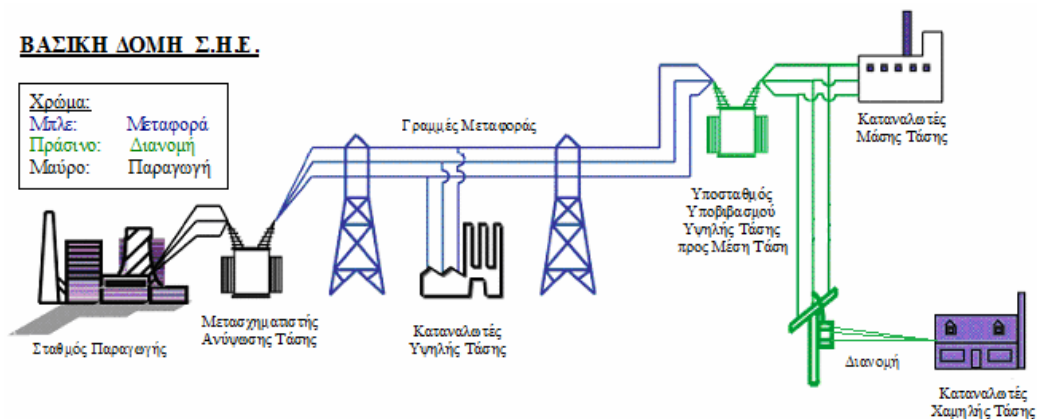 ΒΑΣΙΚΗ ΔΟΜΗ Σ.Η.Ε.
Χρώμα:
Μπλε: Μεταφορά
Πράσινο: Διανομή
Μαύρο: Παραγωγή
Γραμμές Μεταφοράς
Καταναλωτές
Μάσης Τάσης
Υποσταθμός
Υποβιβασμού
Υψηλής Τάσης
προς Μέση Τάση
Σταθμός Παραγωγής
Μετασχηματιστής
Ανύψωσης Τάσης
Καταναλωτές
Υψηλής Τάσης
Διανομή
Καταναλωτές
Χαμηλής Τάσης